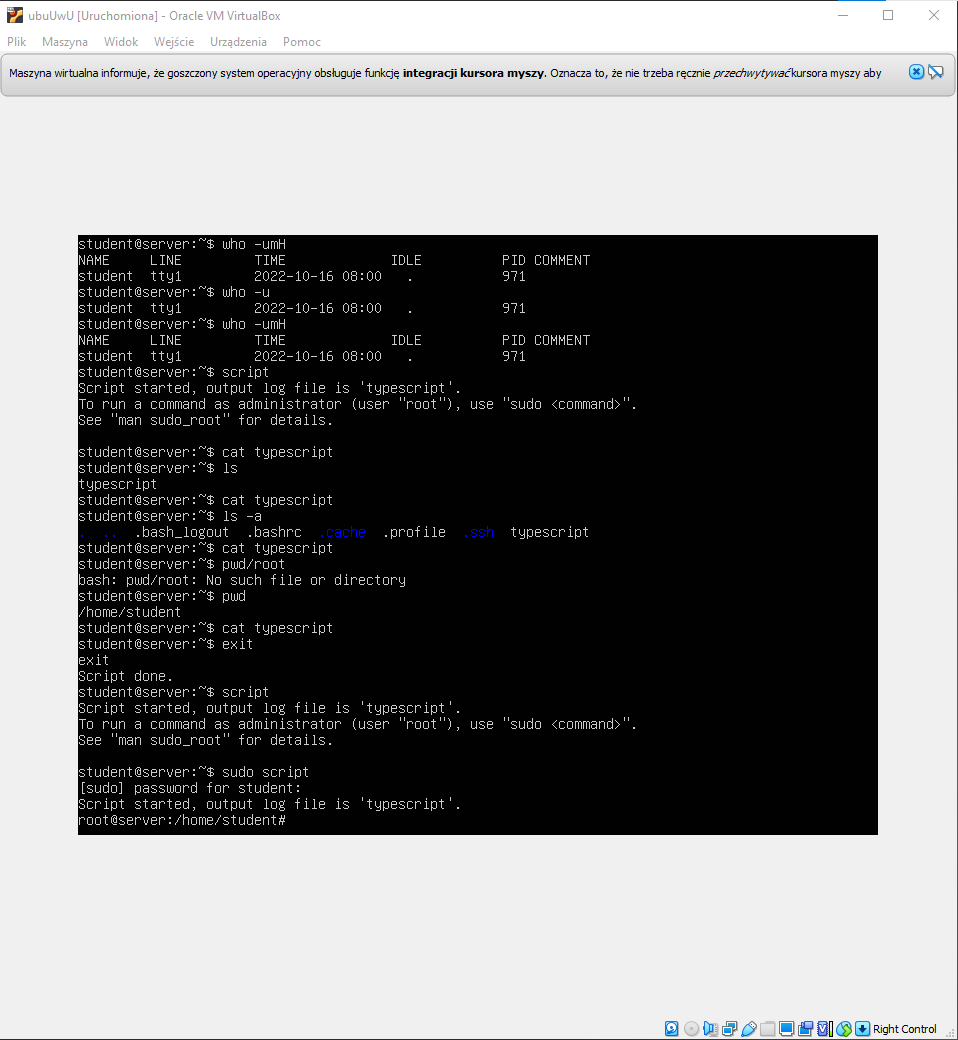 ubuUwU [Uruchomiona] - Oracle VM VirtualBox
Plik Maszyna Widok Wejście Urządzenia Pomoc
Maszyna wirtualna informuje, że goszczony system operacyjny obsługuje funkcję integracji kursora myszy. Oznacza to, że nie trzeba ręcznie przechwytywać kursora myszy aby
student@server:~$ who -umH
NAME     LINE         TIME             IDLE          PID COMMENT
student  tty1         2022-10-16 08:00   .           971
student@server:~$ who -u
student  tty1         2022-10-16 08:00   .           971
student@server:~$ who -umH
NAME     LINE         TIME             IDLE          PID COMMENT
student  tty1         2022-10-16 08:00   .           971
student@server:~$ script
Script started, output log file is 'typescript'.
To run a command as administrator (user "root"), use "sudo <command>".
See "man sudo_root" for details.
student@server:~$ cat typescript
student@server:~$ ls
typescript
student@server:~$ cat typescript
student@server:~$ ls -a
.  ..  .bash_logout  .bashrc  .cache  .profile  .ssh  typescript
student@server:~$ cat typescript
student@server:~$ pwd/root
bash: pwd/root: No such file or directory
student@server:~$ pwd
/home/student
student@server:~$ cat typescript
student@server:~$ exit
exit
Script done.
student@server:~$ script
Script started, output log file is 'typescript'.
To run a command as administrator (user "root"), use "sudo <command>".
See "man sudo_root" for details.
student@server:~$ sudo script
[sudo] password for student:
Script started, output log file is 'typescript'.
root@server:/home/student#
Right Control